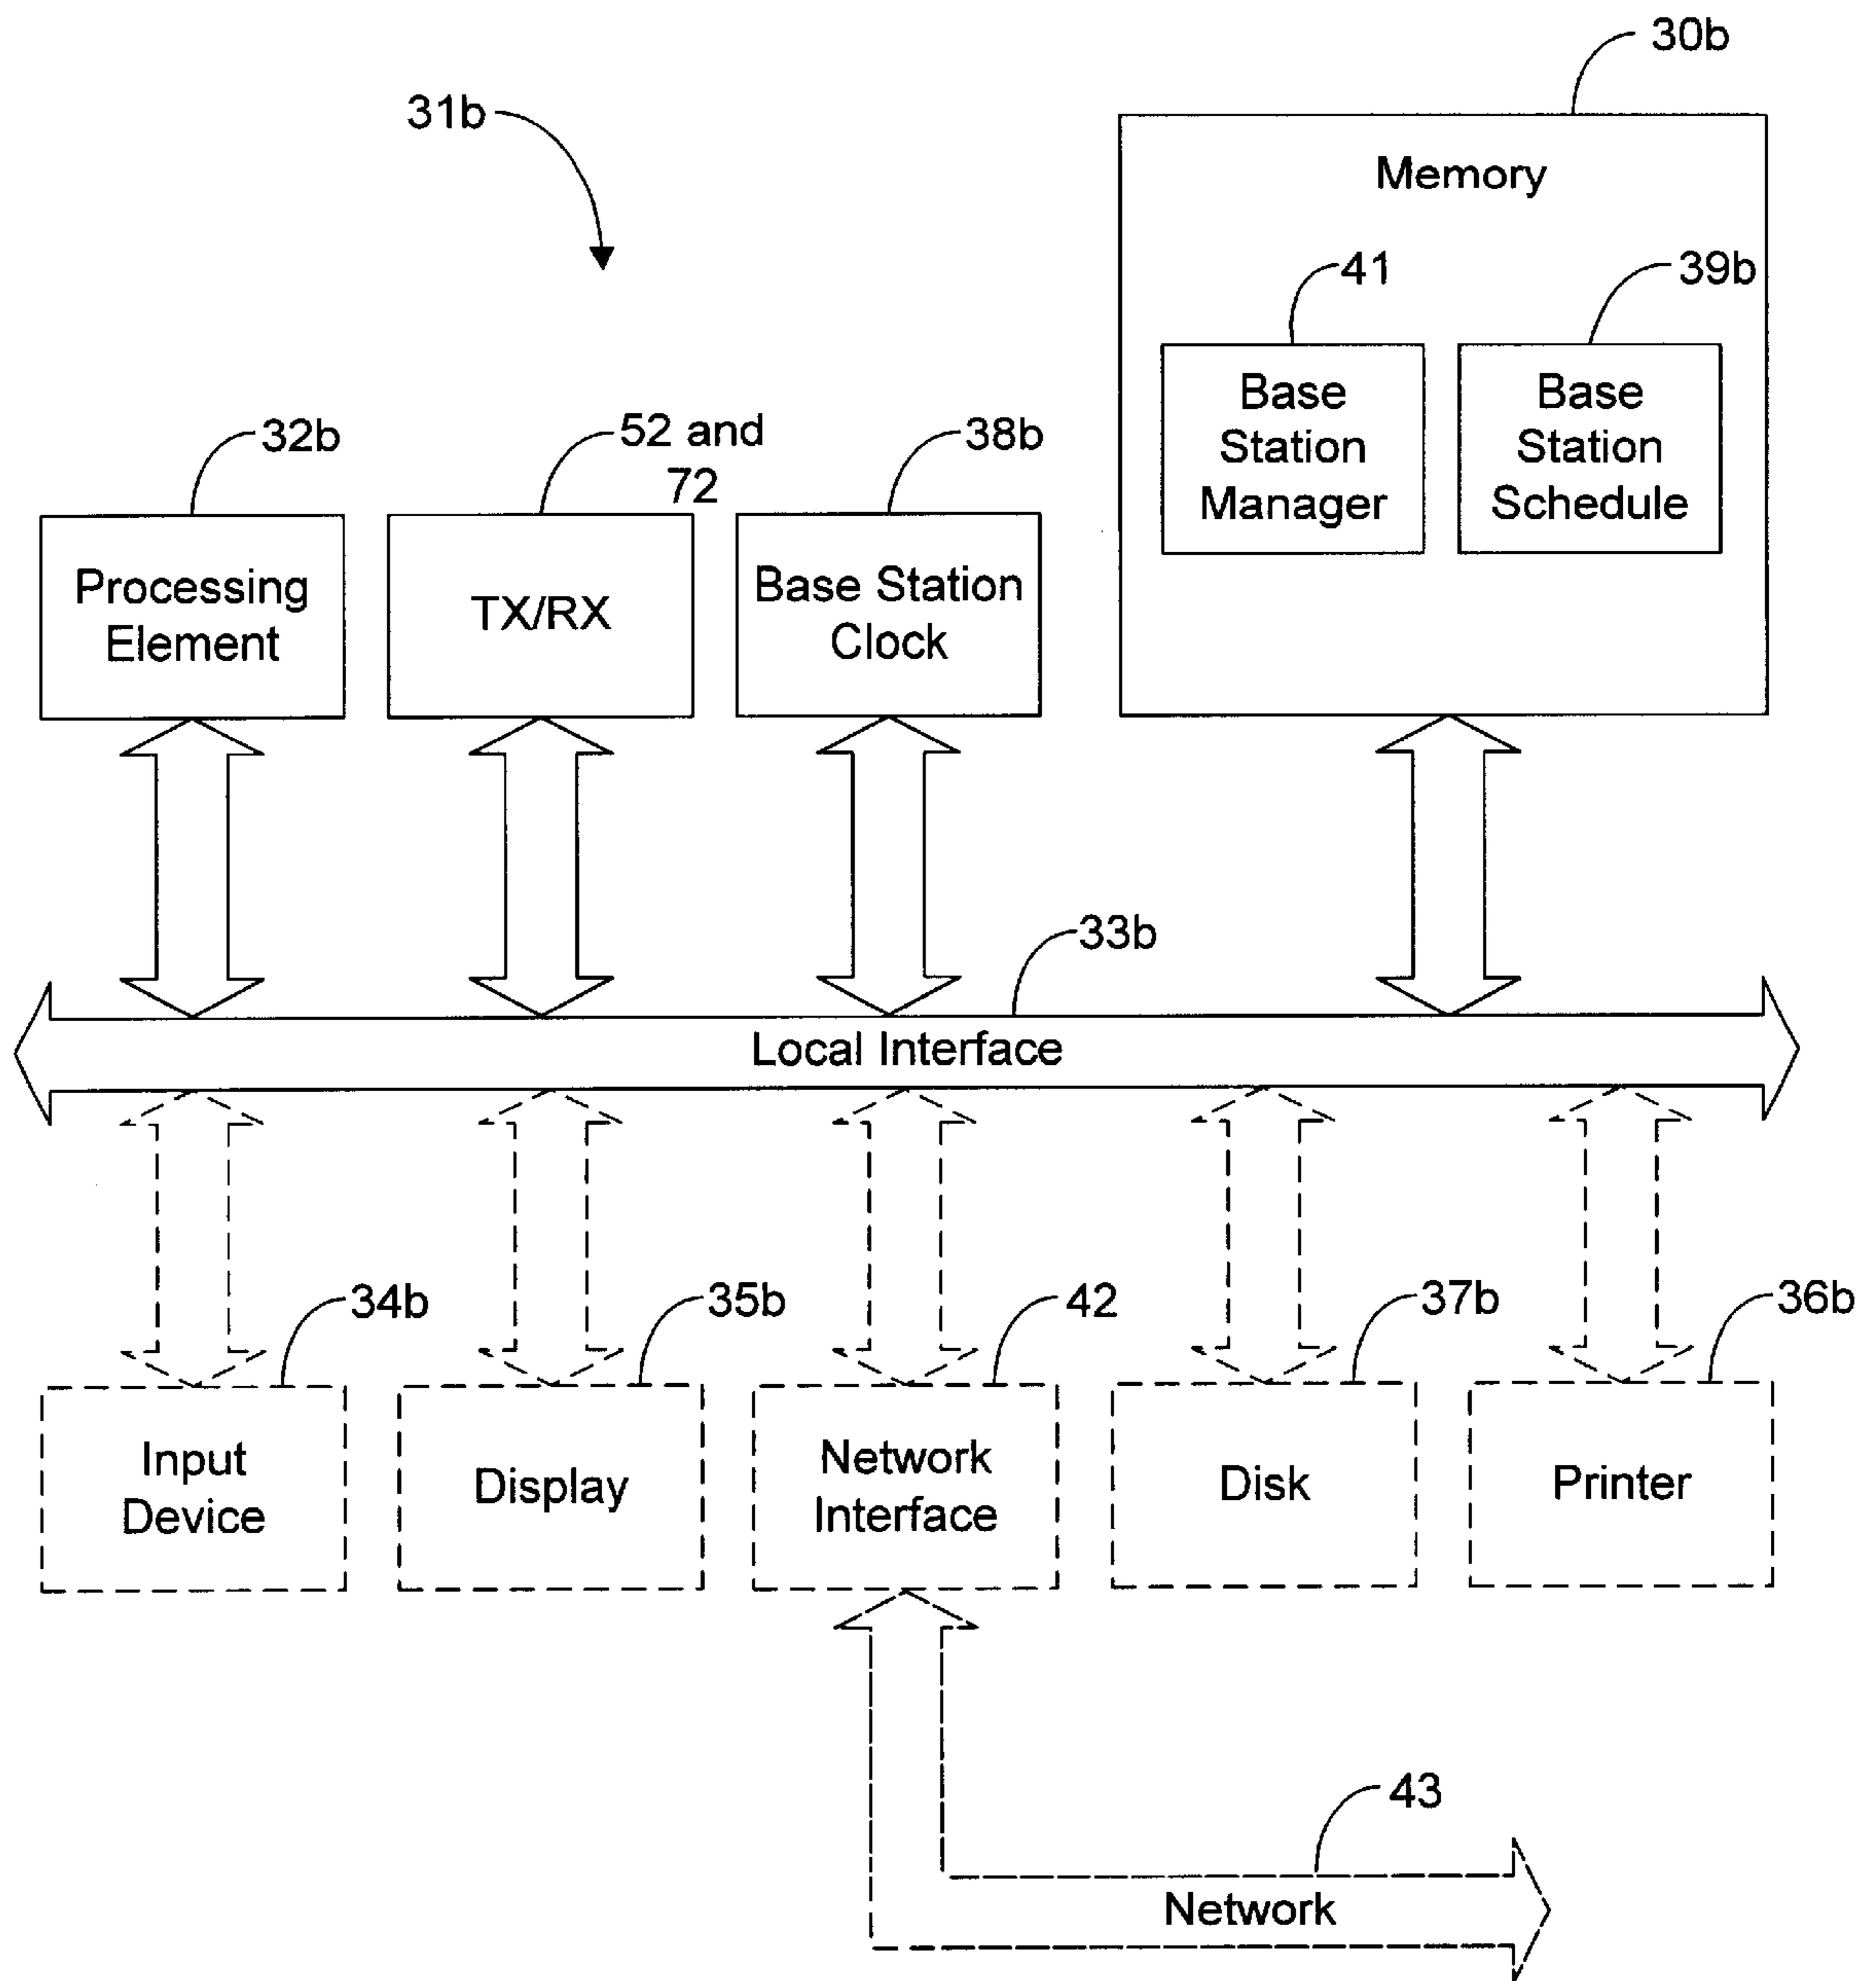 30b
31b
Memory
41
39b
Base
Station
Manager
Base
Station
Schedule
32b
52 and
72
38b
Processing
Element
TX/RX
Base Station
Clock
33b
Local Interface
34b
35b
42
37b
36b
Input
Device
Display
Network
Interface
Disk
Printer
43
Network